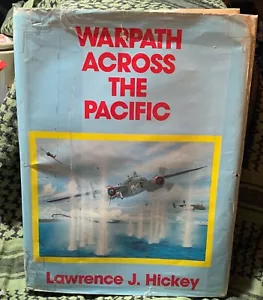 WARPATH
ACROSS
THE
PACIFIC
Lawrence J. Hickey